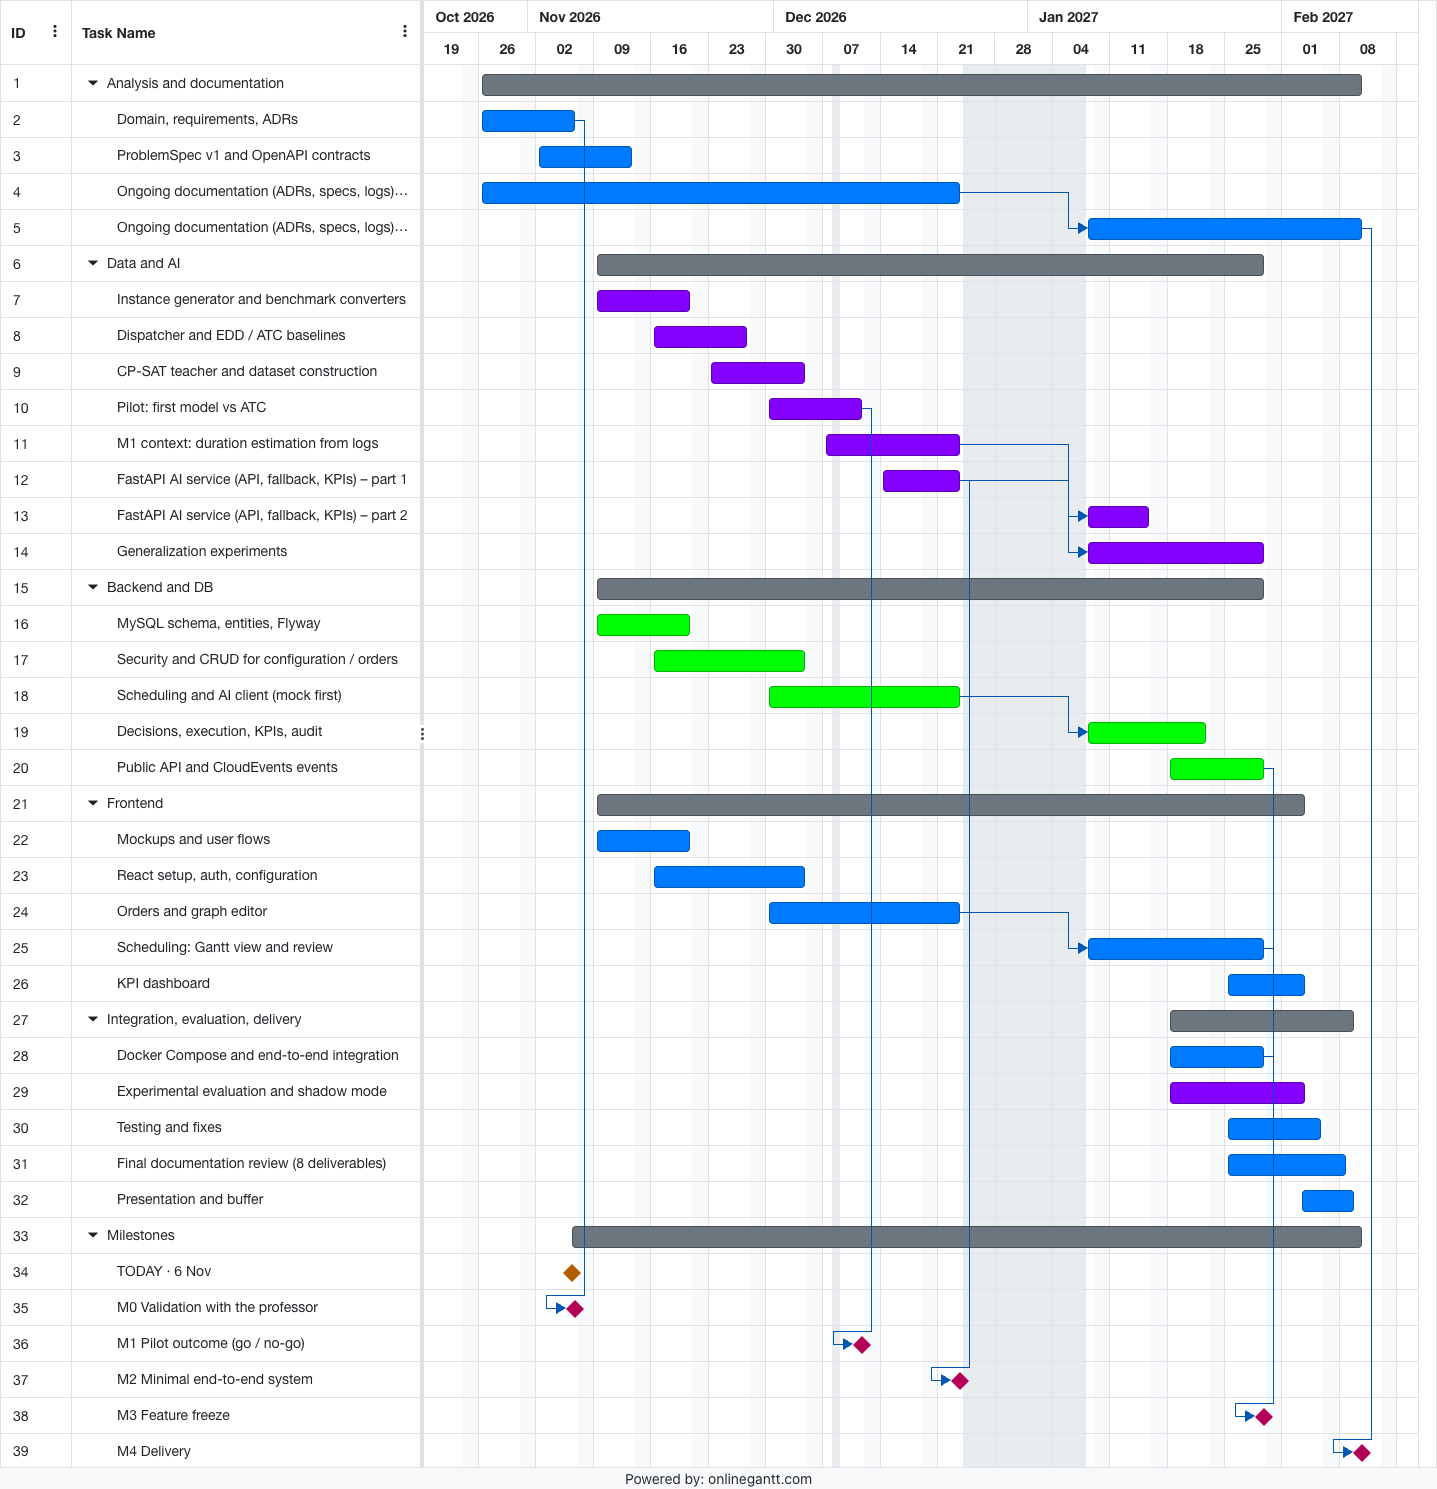 Oct 2026 Nov 2026 Dec 2026 Jan 2027 Feb 2027
ID Task Name
19 26 02 09 16 23 30 07 14 21 28 04 11 18 25 01 08
1 Analysis and documentation
2 Domain, requirements, ADRs
3 ProblemSpec v1 and OpenAPI contracts
4 Ongoing documentation (ADRs, specs, logs)…
5 Ongoing documentation (ADRs, specs, logs)…
6 Data and AI
7 Instance generator and benchmark converters
8 Dispatcher and EDD / ATC baselines
9 CP-SAT teacher and dataset construction
10 Pilot: first model vs ATC
11 M1 context: duration estimation from logs
12 FastAPI AI service (API, fallback, KPIs) – part 1
13 FastAPI AI service (API, fallback, KPIs) – part 2
14 Generalization experiments
15 Backend and DB
16 MySQL schema, entities, Flyway
17 Security and CRUD for configuration / orders
18 Scheduling and AI client (mock first)
19 Decisions, execution, KPIs, audit
20 Public API and CloudEvents events
21 Frontend
22 Mockups and user flows
23 React setup, auth, configuration
24 Orders and graph editor
25 Scheduling: Gantt view and review
26 KPI dashboard
27 Integration, evaluation, delivery
28 Docker Compose and end-to-end integration
29 Experimental evaluation and shadow mode
30 Testing and fixes
31 Final documentation review (8 deliverables)
32 Presentation and buffer
33 Milestones
34 TODAY · 6 Nov
35 M0 Validation with the professor
36 M1 Pilot outcome (go / no-go)
37 M2 Minimal end-to-end system
38 M3 Feature freeze
39 M4 Delivery
Powered by: onlinegantt.com